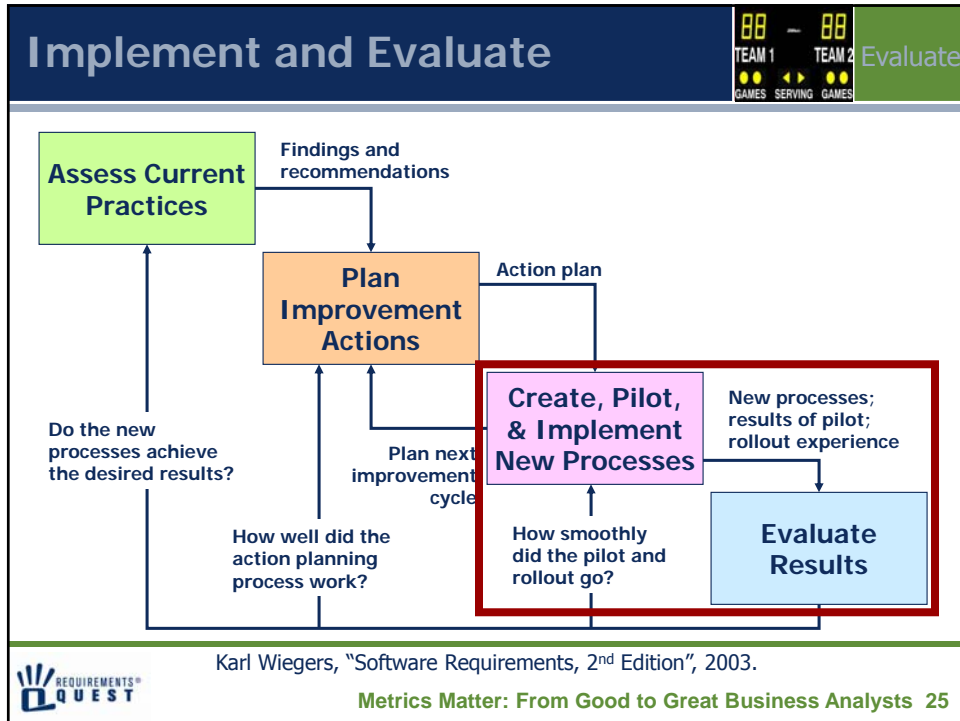 Implement and Evaluate
88 - 88
TEAM 1 TEAM 2
GAMES SERVING GAMES
Evaluate
Assess Current
Practices
Findings and
recommendations
Plan
Improvement
Actions
Action plan
Create, Pilot,
& Implement
New Processes
New processes;
results of pilot;
rollout experience
Do the new
processes achieve
the desired results?
Plan next
improvement
cycle
How well did the
action planning
process work?
How smoothly
did the pilot and
rollout go?
Evaluate
Results
Karl Wiegers, “Software Requirements, 2nd Edition”, 2003.
REQUIREMENTS®
QUEST
Metrics Matter: From Good to Great Business Analysts 25